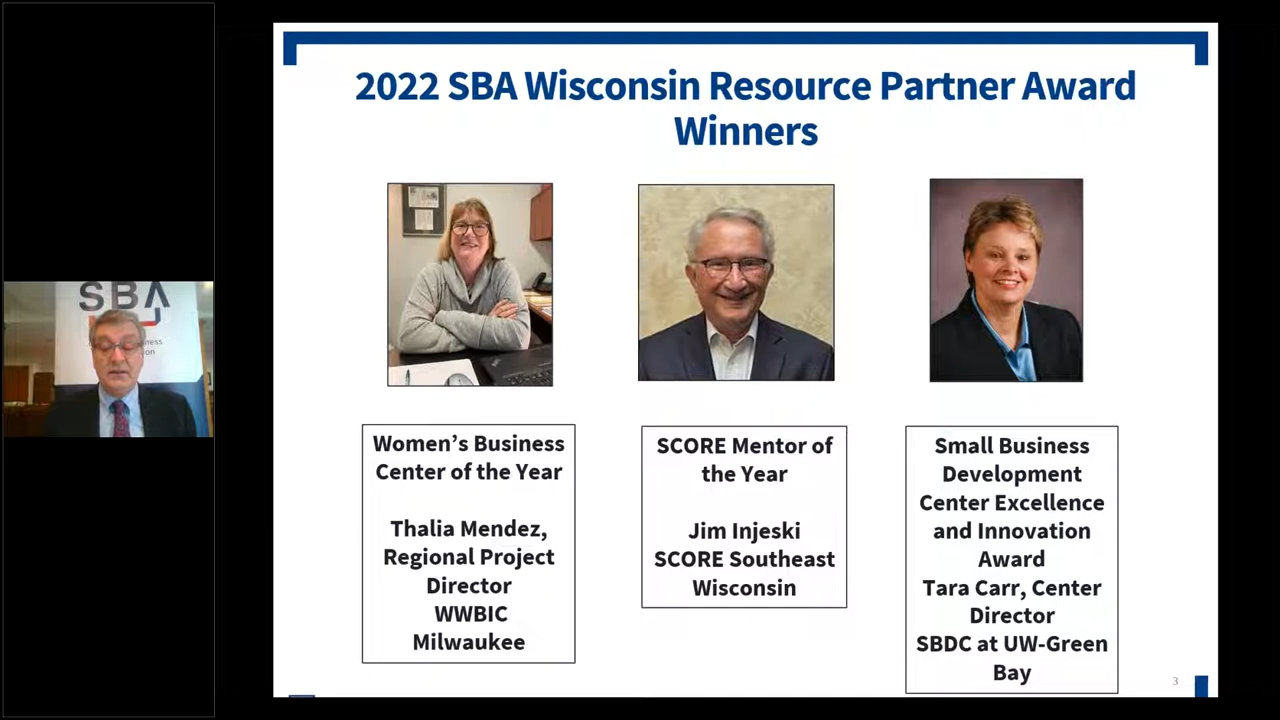 2022 SBA Wisconsin Resource Partner Award
Winners
SBA
Women’s Business
Center of the Year
Thalia Mendez,
Regional Project
Director
WWBIC
Milwaukee
SCORE Mentor of
the Year
Jim Injeski
SCORE Southeast
Wisconsin
Small Business
Development
Center Excellence
and Innovation
Award
Tara Carr, Center
Director
SBDC at UW-Green
Bay
3